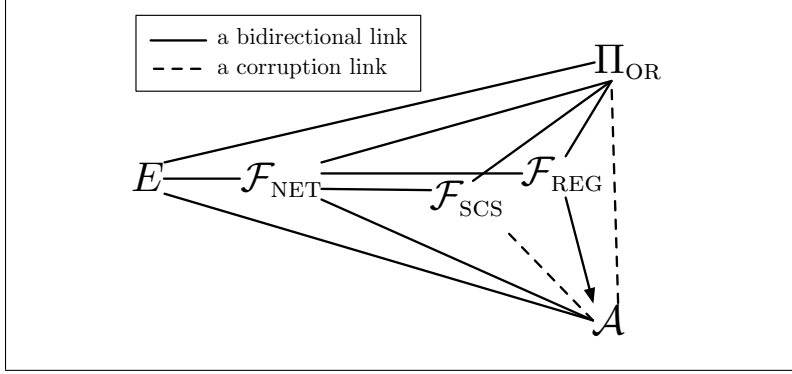 a bidirectional link
a corruption link
Π_OR
E
ℱ_NET
ℱ_SCS
ℱ_REG
𝒜